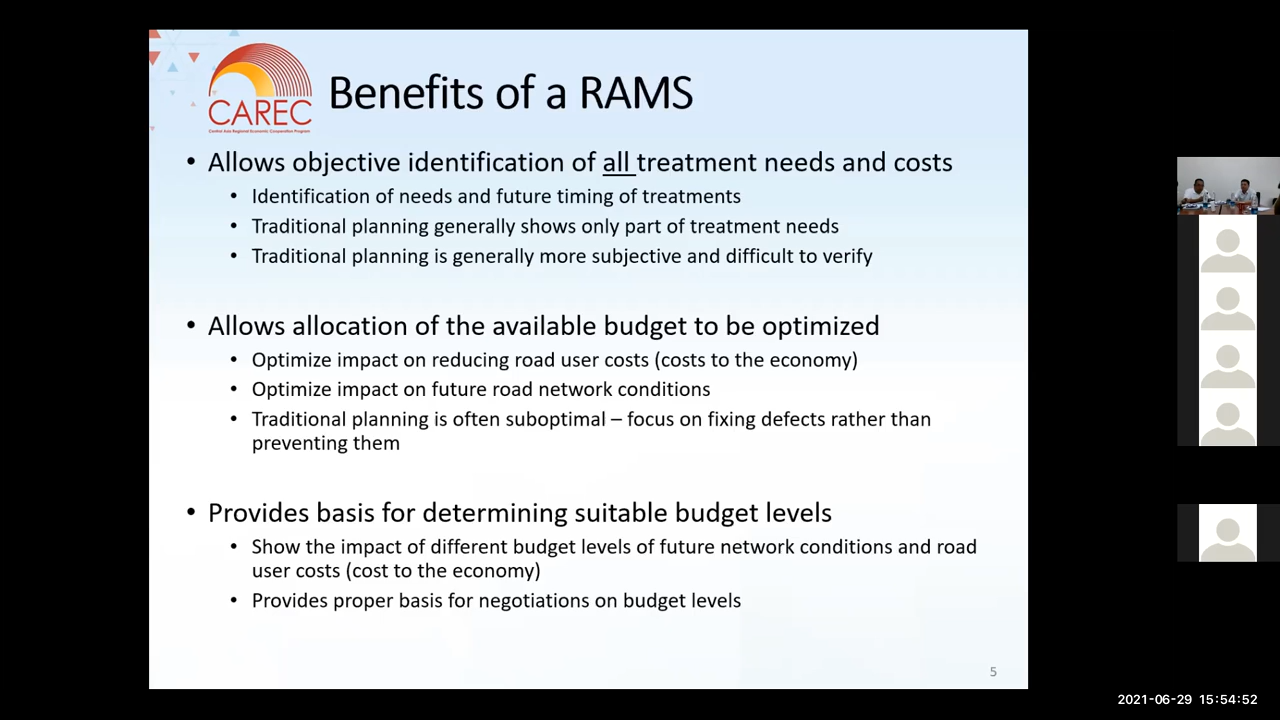 CAREC
Central Asia Regional Economic Cooperation Program
Benefits of a RAMS
• Allows objective identification of all treatment needs and costs
• Identification of needs and future timing of treatments
• Traditional planning generally shows only part of treatment needs
• Traditional planning is generally more subjective and difficult to verify
• Allows allocation of the available budget to be optimized
• Optimize impact on reducing road user costs (costs to the economy)
• Optimize impact on future road network conditions
• Traditional planning is often suboptimal – focus on fixing defects rather than
preventing them
• Provides basis for determining suitable budget levels
• Show the impact of different budget levels of future network conditions and road
user costs (cost to the economy)
• Provides proper basis for negotiations on budget levels
5
2021-06-29 15:54:52